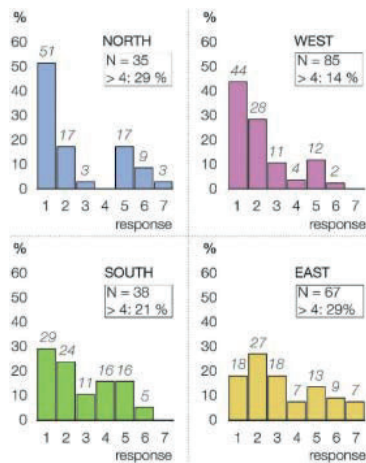 %
60
50
40
30
20
10
0
NORTH
N = 35
> 4: 29 %
51
17
3
17
9
3
1 2 3 4 5 6 7
response
%
60
50
40
30
20
10
0
WEST
N = 85
> 4: 14 %
44
28
11
4
12
2
1 2 3 4 5 6 7
response
%
60
50
40
30
20
10
0
SOUTH
N = 38
> 4: 21 %
29
24
11
16
16
5
1 2 3 4 5 6 7
response
%
60
50
40
30
20
10
0
EAST
N = 67
> 4: 29%
18
27
18
7
13
9
7
1 2 3 4 5 6 7
response